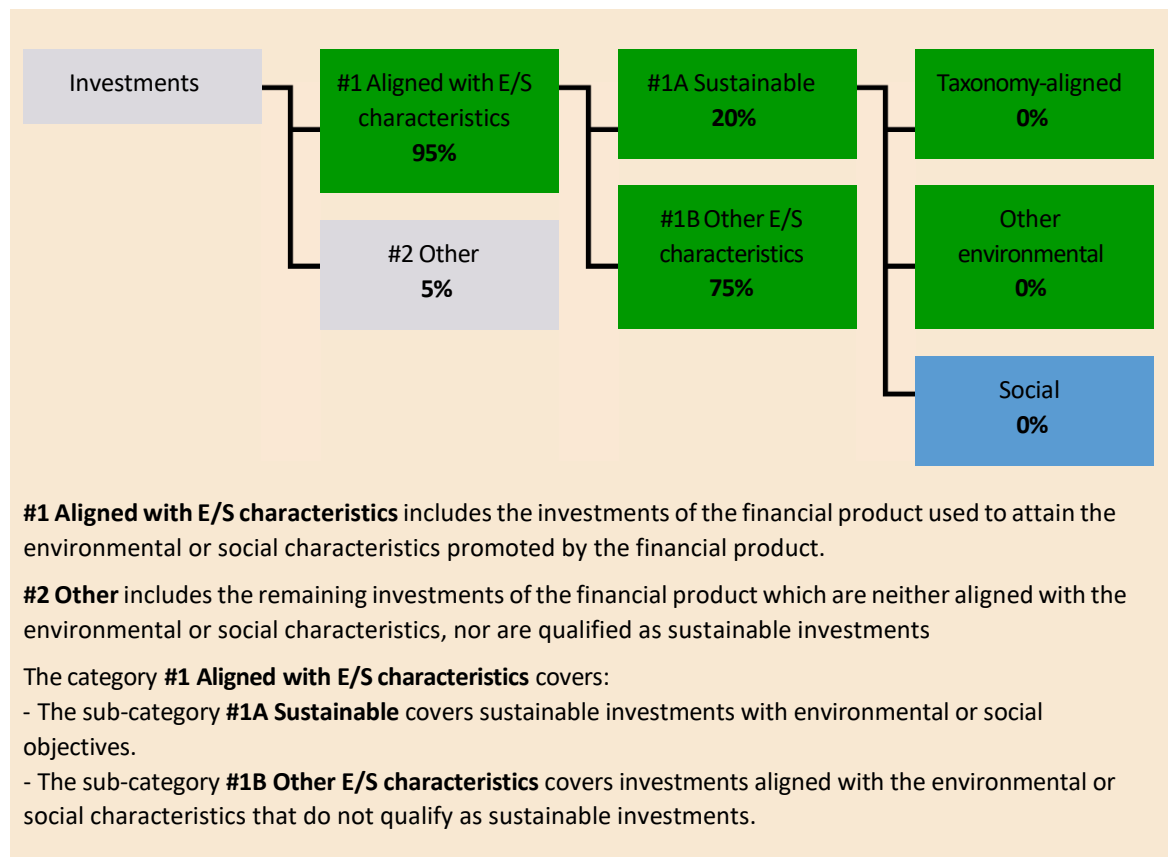 Investments
#1 Aligned with E/S
characteristics
95%
#2 Other
5%
#1A Sustainable
20%
#1B Other E/S
characteristics
75%
Taxonomy-aligned
0%
Other
environmental
0%
Social
0%
#1 Aligned with E/S characteristics includes the investments of the financial product used to attain the
environmental or social characteristics promoted by the financial product.
#2 Other includes the remaining investments of the financial product which are neither aligned with the
environmental or social characteristics, nor are qualified as sustainable investments
The category #1 Aligned with E/S characteristics covers:
- The sub-category #1A Sustainable covers sustainable investments with environmental or social
objectives.
- The sub-category #1B Other E/S characteristics covers investments aligned with the environmental or
social characteristics that do not qualify as sustainable investments.